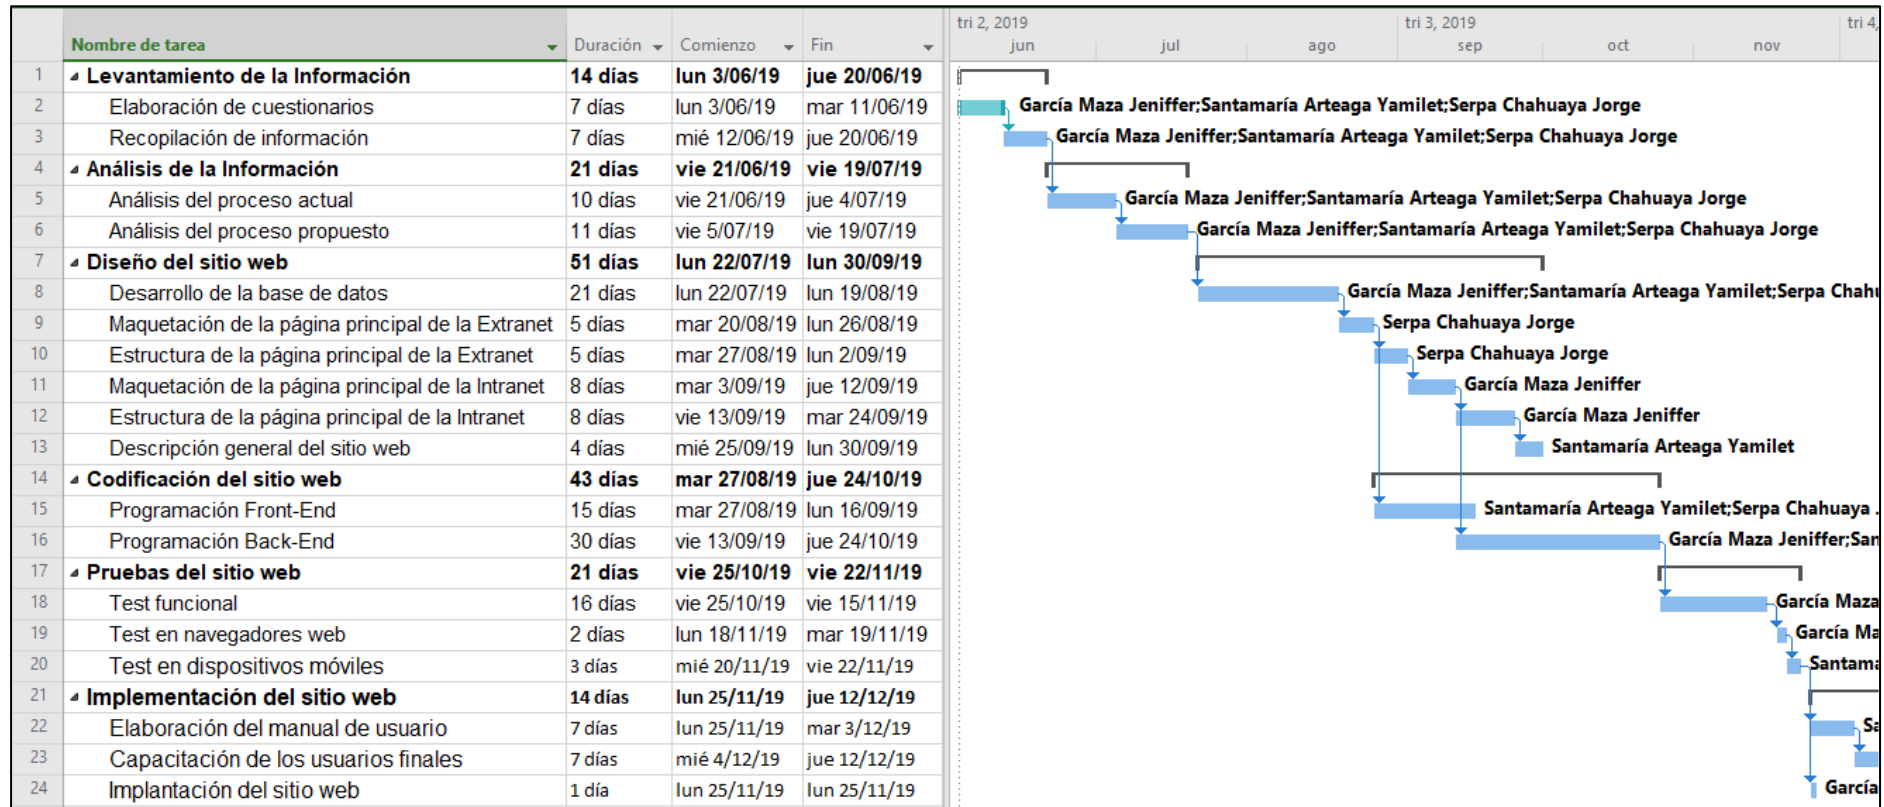 tri 2, 2019 tri 3, 2019 tri 4,
Nombre de tarea Duración Comienzo Fin jun jul ago sep oct nov
1 Levantamiento de la Información 14 días lun 3/06/19 jue 20/06/19
2 Elaboración de cuestionarios 7 días lun 3/06/19 mar 11/06/19 García Maza Jeniffer;Santamaría Arteaga Yamilet;Serpa Chahuaya Jorge
3 Recopilación de información 7 días mié 12/06/19 jue 20/06/19 García Maza Jeniffer;Santamaría Arteaga Yamilet;Serpa Chahuaya Jorge
4 Análisis de la Información 21 días vie 21/06/19 vie 19/07/19
5 Análisis del proceso actual 10 días vie 21/06/19 jue 4/07/19 García Maza Jeniffer;Santamaría Arteaga Yamilet;Serpa Chahuaya Jorge
6 Análisis del proceso propuesto 11 días vie 5/07/19 vie 19/07/19 García Maza Jeniffer;Santamaría Arteaga Yamilet;Serpa Chahuaya Jorge
7 Diseño del sitio web 51 días lun 22/07/19 lun 30/09/19
8 Desarrollo de la base de datos 21 días lun 22/07/19 lun 19/08/19 García Maza Jeniffer;Santamaría Arteaga Yamilet;Serpa Chahu
9 Maquetación de la página principal de la Extranet 5 días mar 20/08/19 lun 26/08/19 Serpa Chahuaya Jorge
10 Estructura de la página principal de la Extranet 5 días mar 27/08/19 lun 2/09/19 Serpa Chahuaya Jorge
11 Maquetación de la página principal de la Intranet 8 días mar 3/09/19 jue 12/09/19 García Maza Jeniffer
12 Estructura de la página principal de la Intranet 8 días vie 13/09/19 mar 24/09/19 García Maza Jeniffer
13 Descripción general del sitio web 4 días mié 25/09/19 lun 30/09/19 Santamaría Arteaga Yamilet
14 Codificación del sitio web 43 días mar 27/08/19 jue 24/10/19
15 Programación Front-End 15 días mar 27/08/19 lun 16/09/19 Santamaría Arteaga Yamilet;Serpa Chahuaya
16 Programación Back-End 30 días vie 13/09/19 jue 24/10/19 García Maza Jeniffer;San
17 Pruebas del sitio web 21 días vie 25/10/19 vie 22/11/19
18 Test funcional 16 días vie 25/10/19 vie 15/11/19 García Maza
19 Test en navegadores web 2 días lun 18/11/19 mar 19/11/19 García Ma
20 Test en dispositivos móviles 3 días mié 20/11/19 vie 22/11/19 Santama
21 Implementación del sitio web 14 días lun 25/11/19 jue 12/12/19
22 Elaboración del manual de usuario 7 días lun 25/11/19 mar 3/12/19 Sa
23 Capacitación de los usuarios finales 7 días mié 4/12/19 jue 12/12/19
24 Implantación del sitio web 1 día lun 25/11/19 lun 25/11/19 García